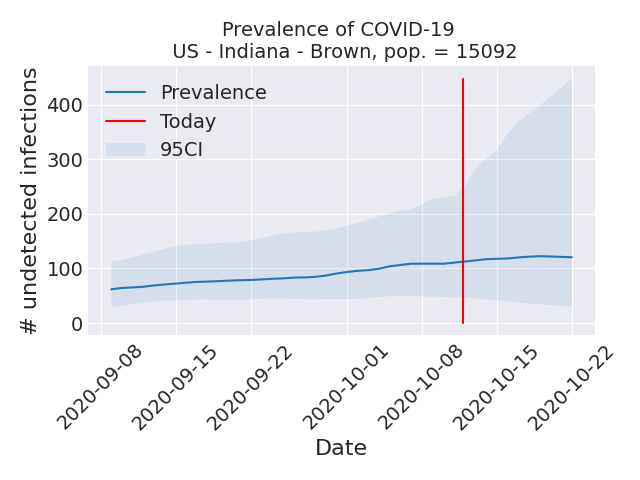 Prevalence of COVID-19
US - Indiana - Brown, pop. = 15092
# undetected infections
400
300
200
100
0
Prevalence
Today
95CI
2020-09-08
2020-09-15
2020-09-22
2020-10-01
2020-10-08
2020-10-15
2020-10-22
Date